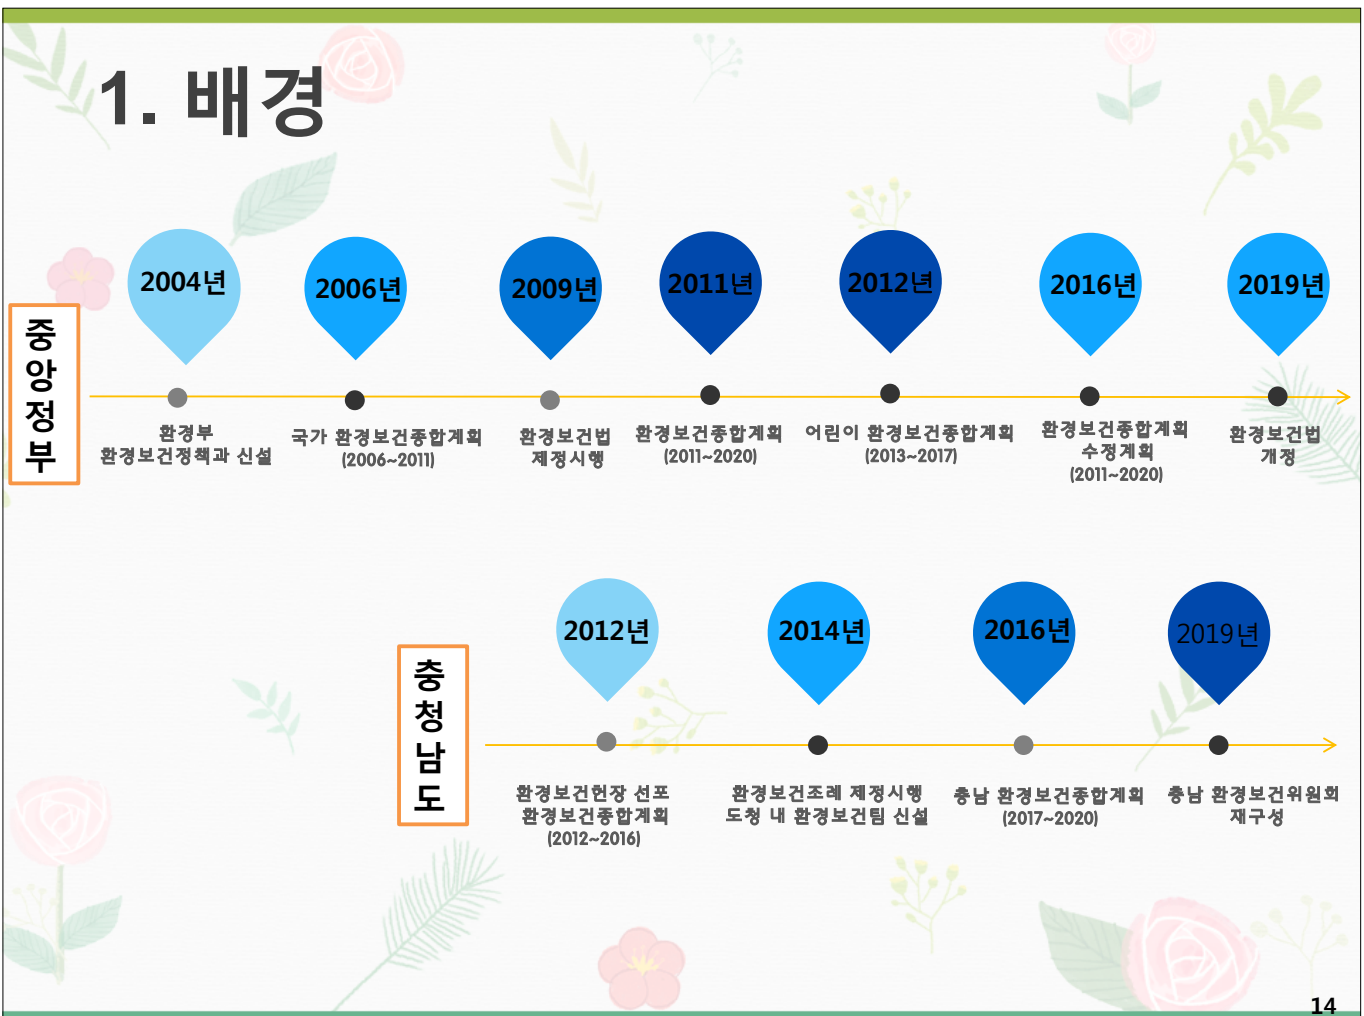 1. 배경
중앙정부
2004년
2006년
2009년
2011년
2012년
2016년
2019년
환경부
환경보건정책과 신설
국가 환경보건종합계획
(2006~2011)
환경보건법
제정시행
환경보건종합계획
(2011~2020)
어린이 환경보건종합계획
(2013~2017)
환경보건종합계획
수정계획
(2011~2020)
환경보건법
개정
충청남도
2012년
2014년
2016년
2019년
환경보건헌장 선포
환경보건종합계획
(2012~2016)
환경보건조례 제정시행
도청 내 환경보건팀 신설
충남 환경보건종합계획
(2017~2020)
충남 환경보건위원회
재구성
14